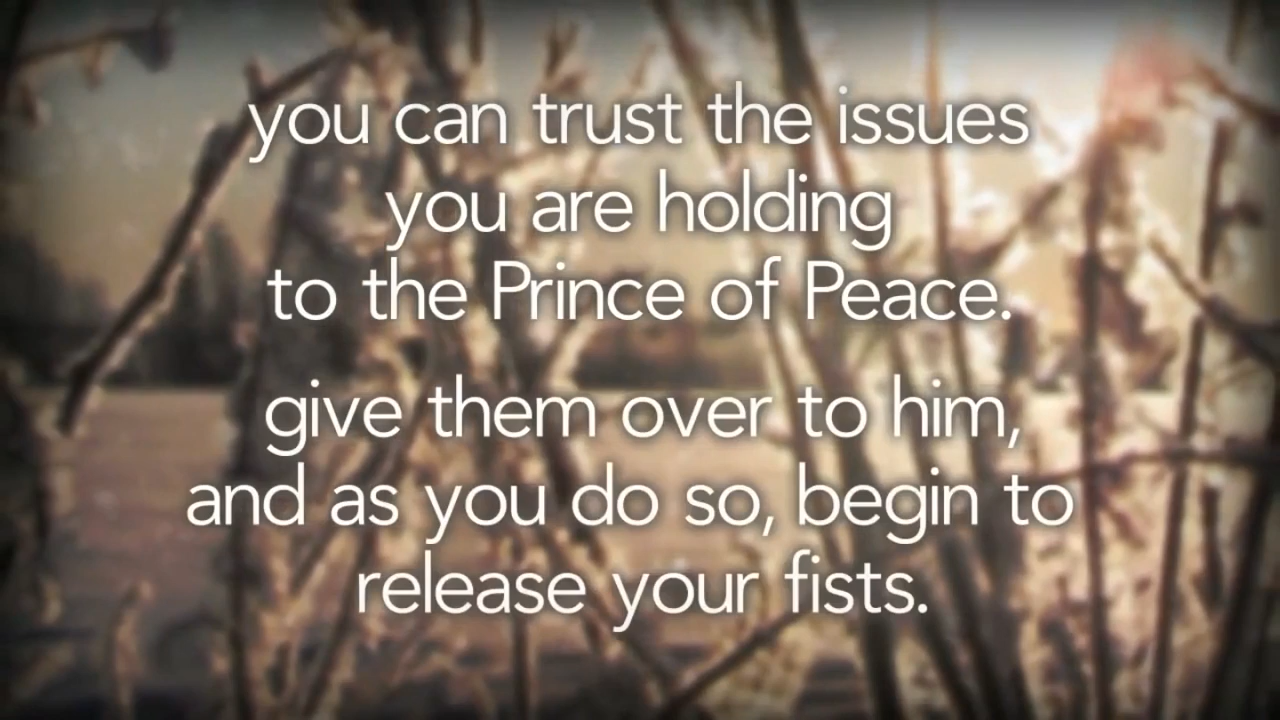 you can trust the issues
you are holding
to the Prince of Peace.
give them over to him,
and as you do so, begin to
release your fists.